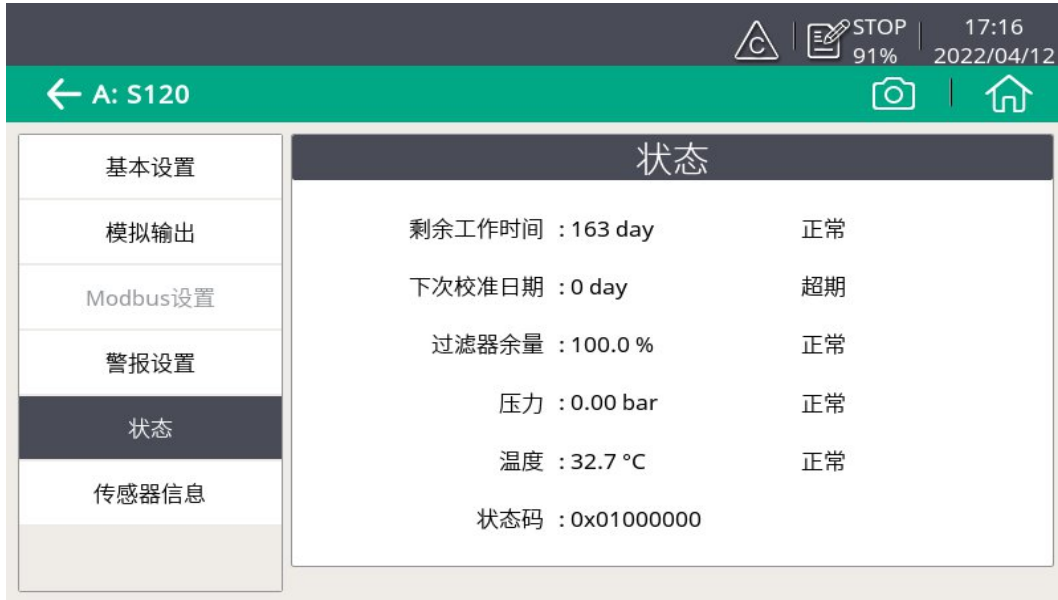 C
STOP
91%
17:16
2022/04/12
A: S120
基本设置
模拟输出
Modbus设置
警报设置
状态
传感器信息
状态
剩余工作时间 : 163 day 正常
下次校准日期 : 0 day 超期
过滤器余量 : 100.0 % 正常
压力 : 0.00 bar 正常
温度 : 32.7 °C 正常
状态码 : 0x01000000